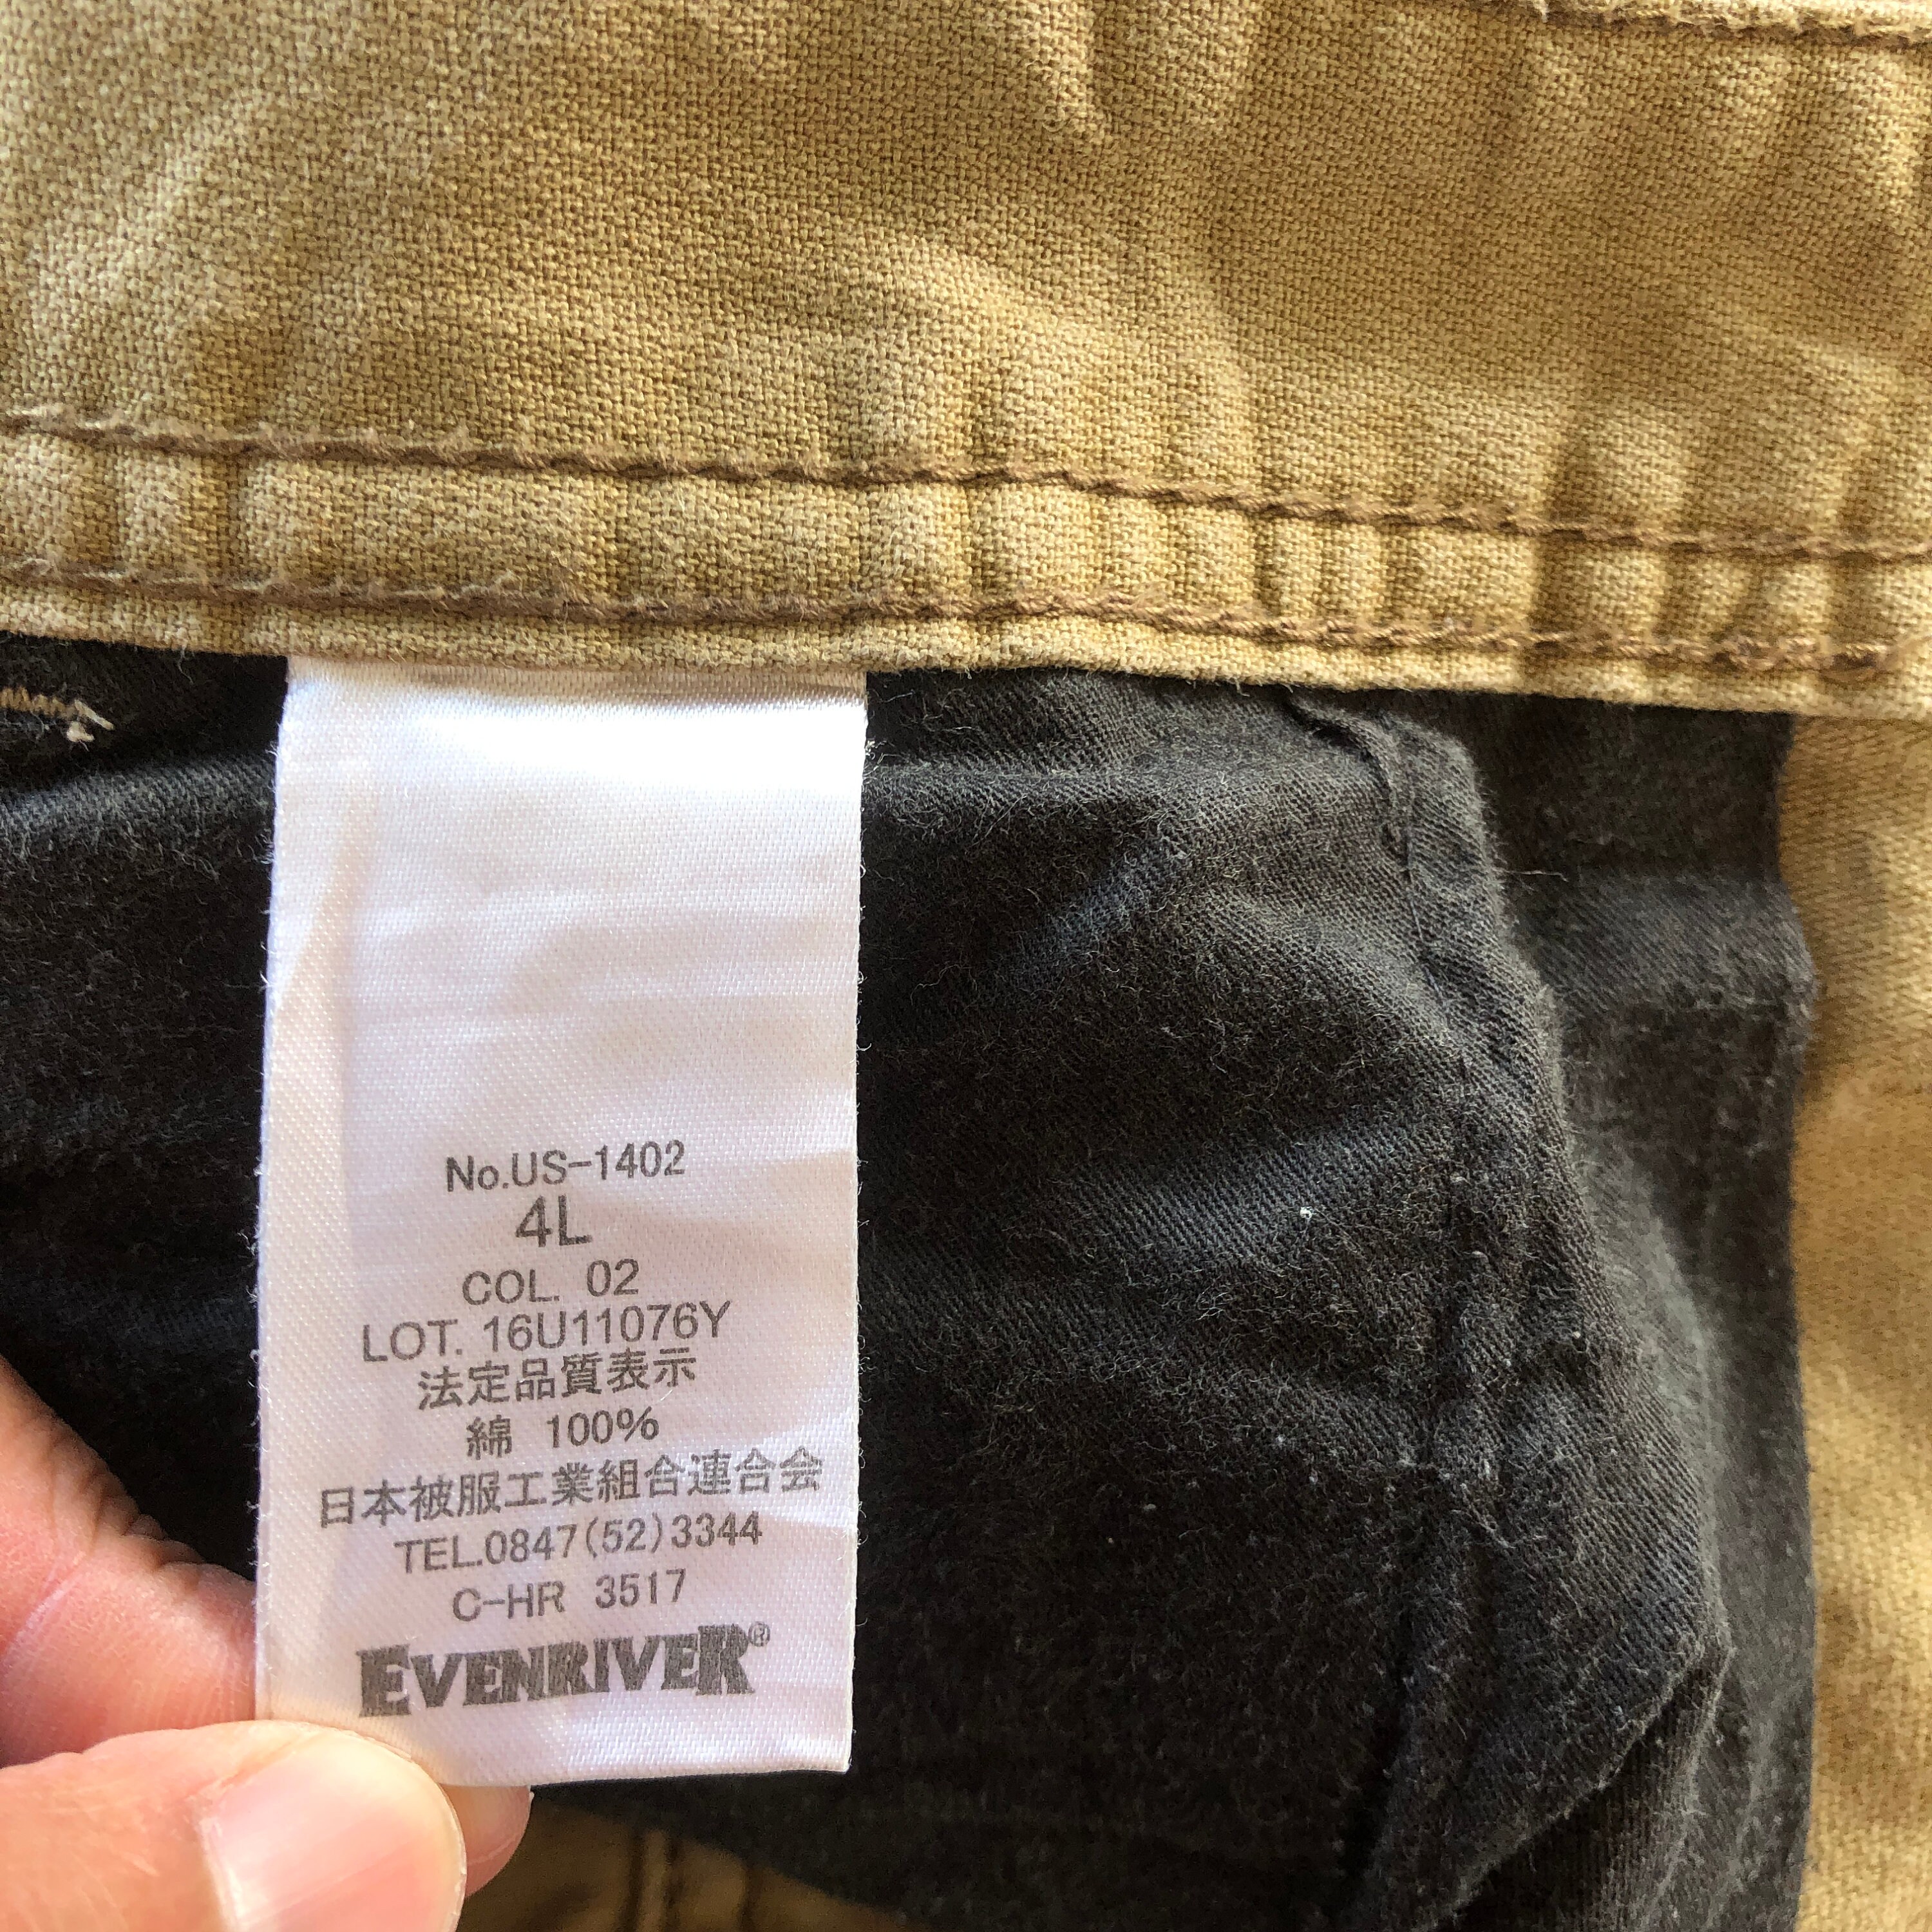 No.US-1402
4L
COL. 02
LOT. 16U11076Y
法定品質表示
綿 100%
日本被服工業組合連合会
TEL.0847(52)3344
C-HR 3517
EVENRIVER®